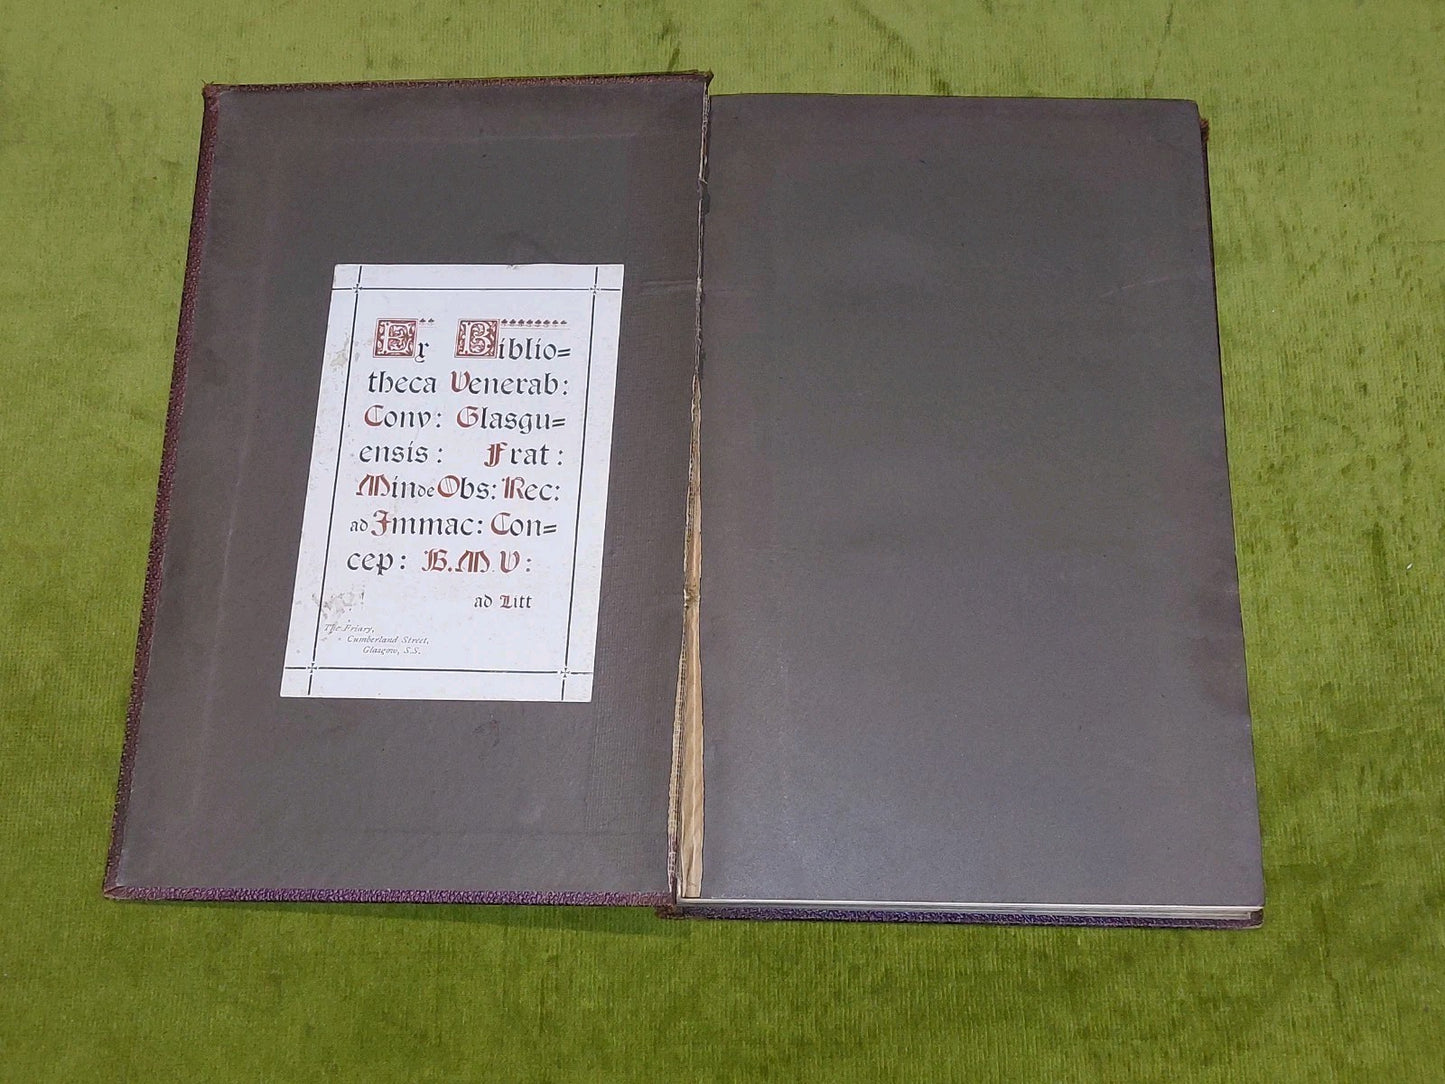 Ex Biblio=
theca Venerab:
Conv: Glasgu=
ensis: Frat:
Min de Obs: Rec:
ad Immac: Con=
cep: B.M.V:
ad Litt
The Friary,
Cumberland Street,
Glasgow, S.S.